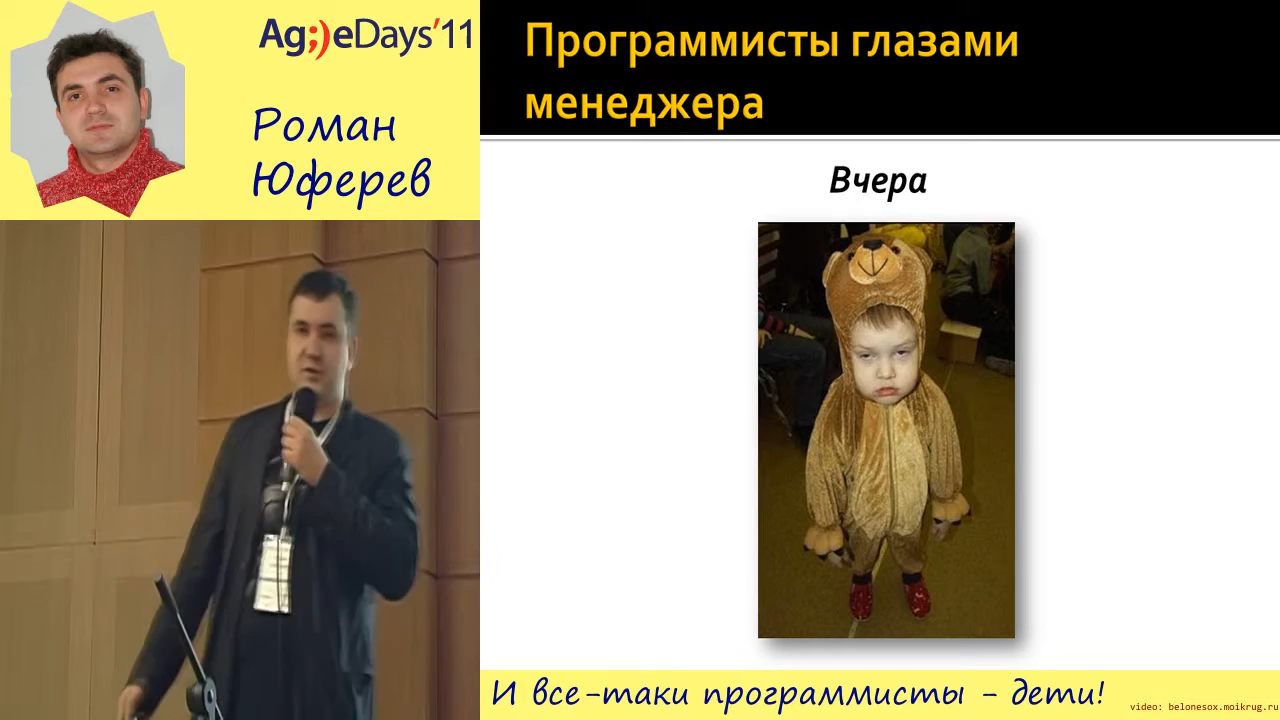 Ag;)eDays'11
Роман
Юферев
Программисты глазами
менеджера
Вчера
И все-таки программисты - дети!
video: belonesox.moikrug.ru